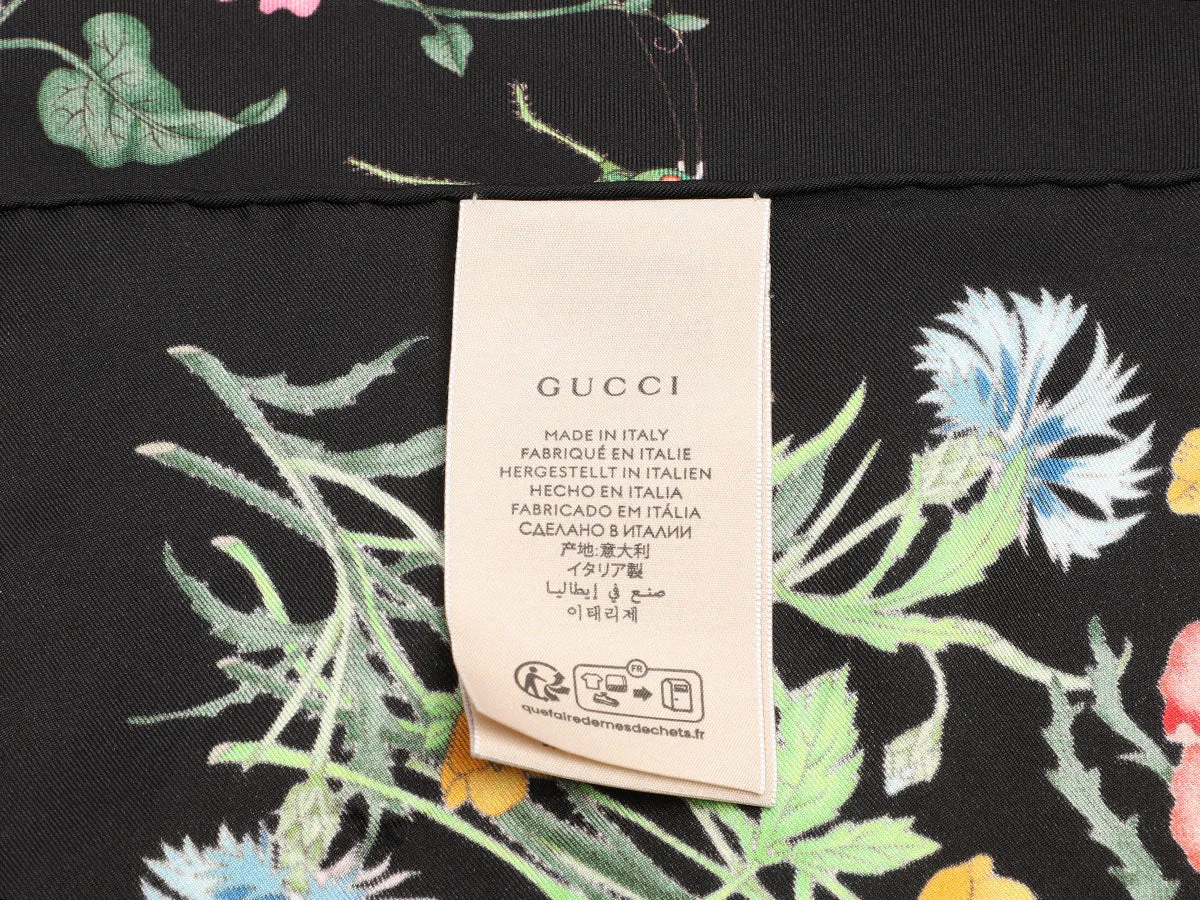 GUCCI
MADE IN ITALY
FABRIQUÉ EN ITALIE
HERGESTELLT IN ITALIEN
HECHO EN ITALIA
FABRICADO EM ITÁLIA
СДЕЛАНО В ИТАЛИИ
产地:意大利
イタリア製
صنع في إيطاليا
이태리제
FR
quefairedemesdechets.fr